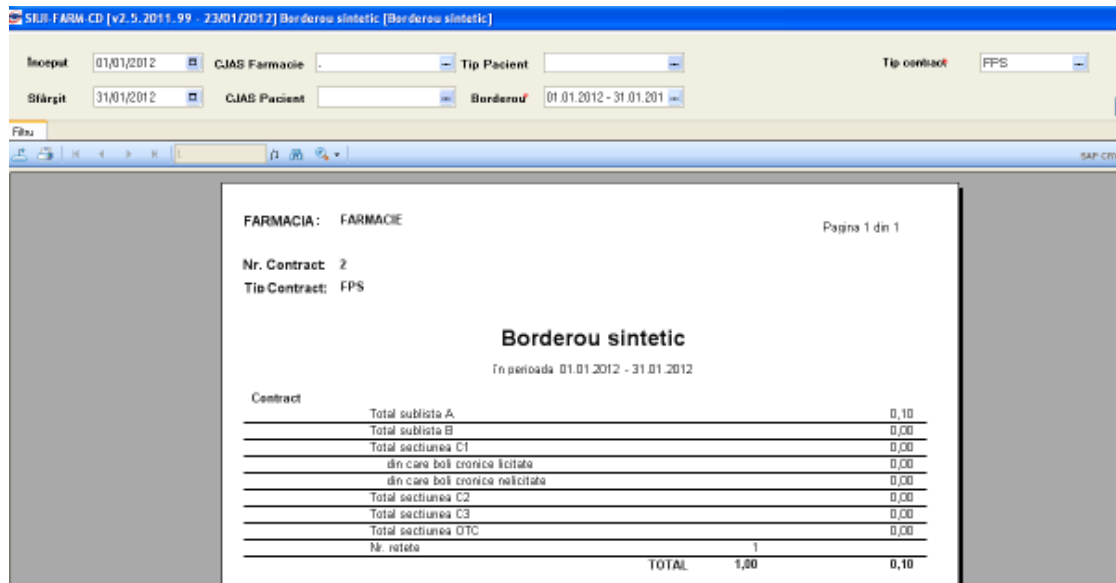 SIUI-FARM-CD [v2.5.2011.99 - 23/01/2012] Borderou sintetic [Borderou sintetic]
Început 01/01/2012 CJAS Farmacie . Tip Pacient Tip contract* FPS
Sfârşit 31/01/2012 CJAS Pacient Borderou* 01.01.2012 - 31.01.201
Filtru
1 /1 SAP CRY
FARMACIA: FARMACIE Pagina 1 din 1
Nr. Contract: 2
Tip Contract: FPS
Borderou sintetic
în perioada 01.01.2012 - 31.01.2012
Contract
Total sublista A 0,10
Total sublista B 0,00
Total sectiunea C1 0,00
din care boli cronice licitate 0,00
din care boli cronice nelicitate 0,00
Total sectiunea C2 0,00
Total sectiunea C3 0,00
Total sectiunea OTC 0,00
Nr. retete 1
TOTAL 1,00 0,10